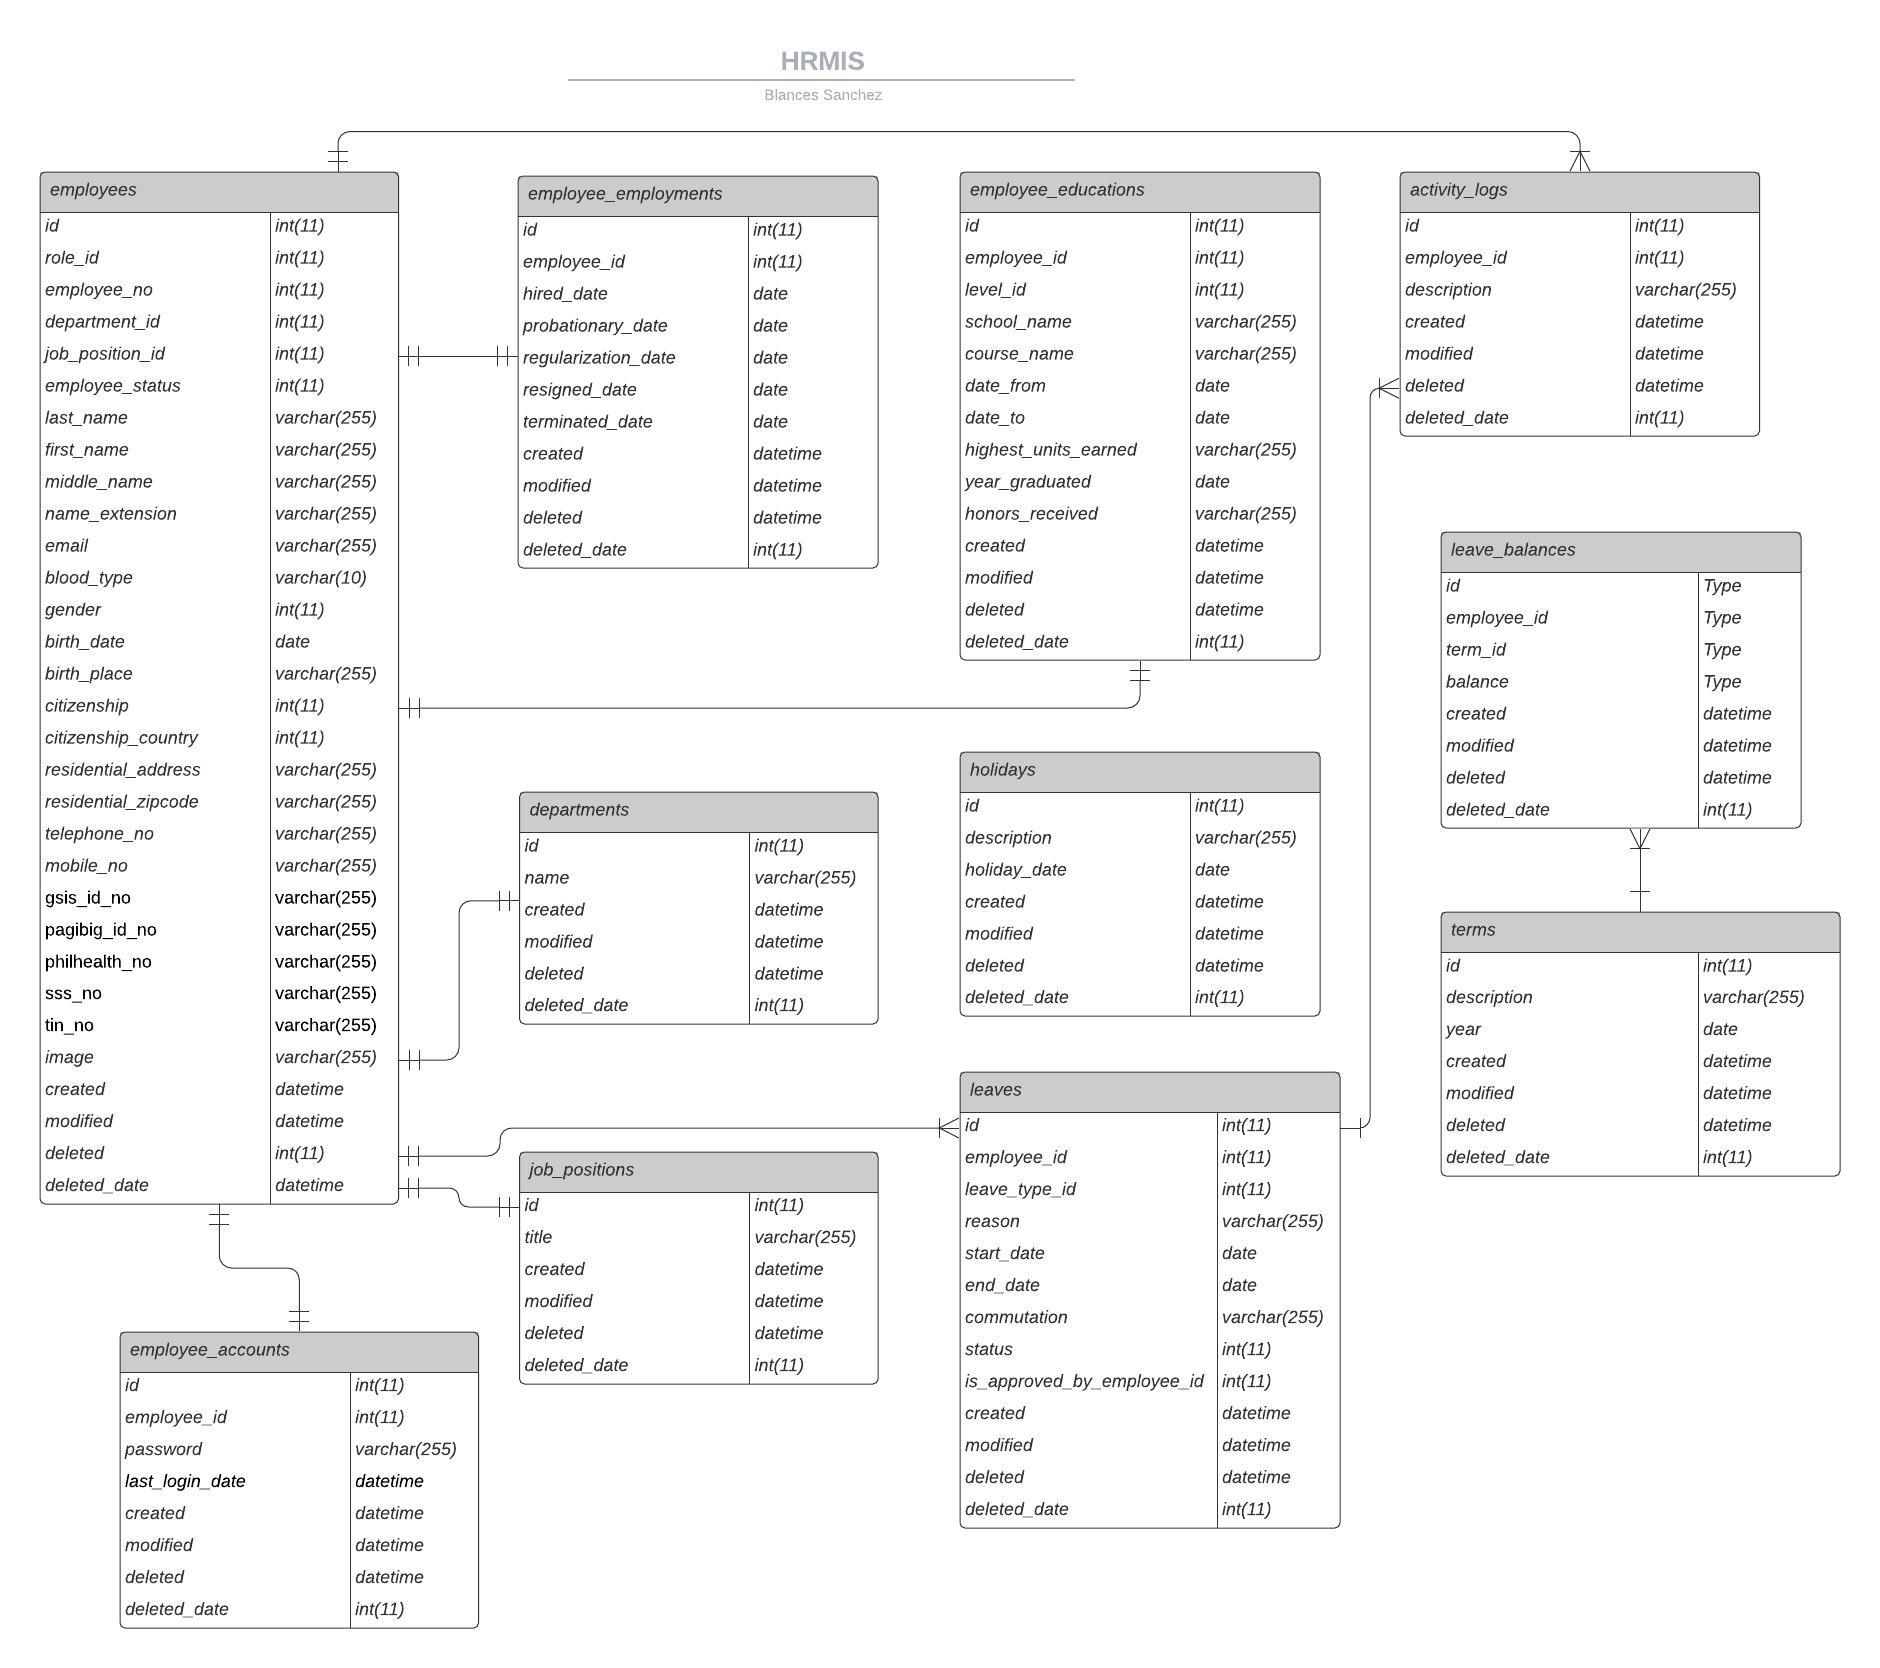 HRMIS
Blances Sanchez
employees
id int(11)
role_id int(11)
employee_no int(11)
department_id int(11)
job_position_id int(11)
employee_status int(11)
last_name varchar(255)
first_name varchar(255)
middle_name varchar(255)
name_extension varchar(255)
email varchar(255)
blood_type varchar(10)
gender int(11)
birth_date date
birth_place varchar(255)
citizenship int(11)
citizenship_country int(11)
residential_address varchar(255)
residential_zipcode varchar(255)
telephone_no varchar(255)
mobile_no varchar(255)
gsis_id_no varchar(255)
pagibig_id_no varchar(255)
philhealth_no varchar(255)
sss_no varchar(255)
tin_no varchar(255)
image varchar(255)
created datetime
modified datetime
deleted int(11)
deleted_date datetime
employee_employments
id int(11)
employee_id int(11)
hired_date date
probationary_date date
regularization_date date
resigned_date date
terminated_date date
created datetime
modified datetime
deleted datetime
deleted_date int(11)
employee_educations
id int(11)
employee_id int(11)
level_id int(11)
school_name varchar(255)
course_name varchar(255)
date_from date
date_to date
highest_units_earned varchar(255)
year_graduated date
honors_received varchar(255)
created datetime
modified datetime
deleted datetime
deleted_date int(11)
activity_logs
id int(11)
employee_id int(11)
description varchar(255)
created datetime
modified datetime
deleted datetime
deleted_date int(11)
leave_balances
id Type
employee_id Type
term_id Type
balance Type
created datetime
modified datetime
deleted datetime
deleted_date int(11)
departments
id int(11)
name varchar(255)
created datetime
modified datetime
deleted datetime
deleted_date int(11)
holidays
id int(11)
description varchar(255)
holiday_date date
created datetime
modified datetime
deleted datetime
deleted_date int(11)
terms
id int(11)
description varchar(255)
year date
created datetime
modified datetime
deleted datetime
deleted_date int(11)
job_positions
id int(11)
title varchar(255)
created datetime
modified datetime
deleted datetime
deleted_date int(11)
leaves
id int(11)
employee_id int(11)
leave_type_id int(11)
reason varchar(255)
start_date date
end_date date
commutation varchar(255)
status int(11)
is_approved_by_employee_id int(11)
created datetime
modified datetime
deleted datetime
deleted_date int(11)
employee_accounts
id int(11)
employee_id int(11)
password varchar(255)
last_login_date datetime
created datetime
modified datetime
deleted datetime
deleted_date int(11)